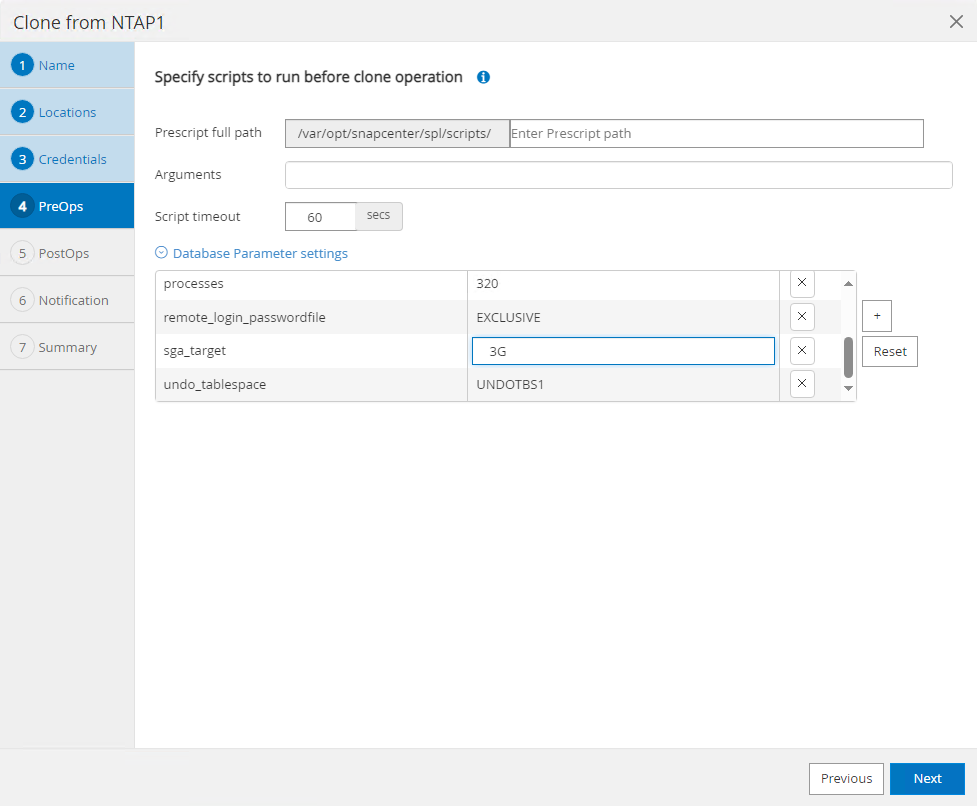 Clone from NTAP1
1 Name
2 Locations
3 Credentials
4 PreOps
5 PostOps
6 Notification
7 Summary
Specify scripts to run before clone operation
Prescript full path /var/opt/snapcenter/spl/scripts/ Enter Prescript path
Arguments
Script timeout 60 secs
Database Parameter settings
processes 320
remote_login_passwordfile EXCLUSIVE
+
sga_target 3G
Reset
undo_tablespace UNDOTBS1
Previous Next